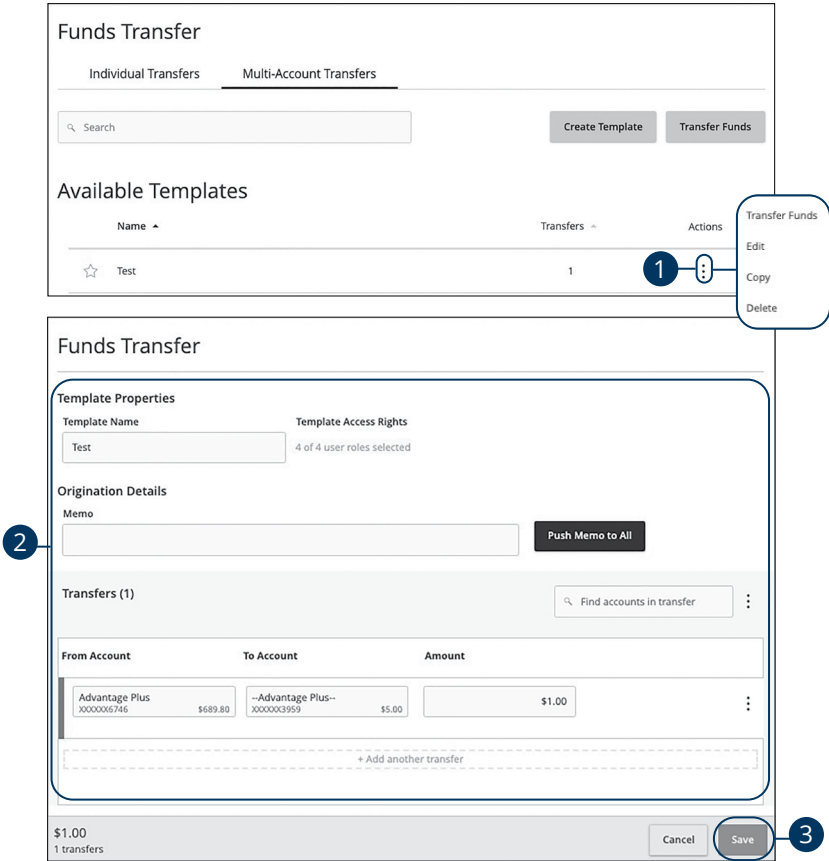 Funds Transfer
Individual Transfers Multi-Account Transfers
Search Create Template Transfer Funds
Available Templates
Name Transfers Actions
Test 1
1
Transfer Funds
Edit
Copy
Delete
Funds Transfer
Template Properties
Template Name Template Access Rights
Test 4 of 4 user roles selected
Origination Details
Memo
Push Memo to All
2
Transfers (1) Find accounts in transfer
From Account To Account Amount
Advantage Plus --Advantage Plus-- $1.00
XXXXXX6746 $689.80 XXXXXX3959 $5.00
+ Add another transfer
$1.00
1 transfers
Cancel Save
3